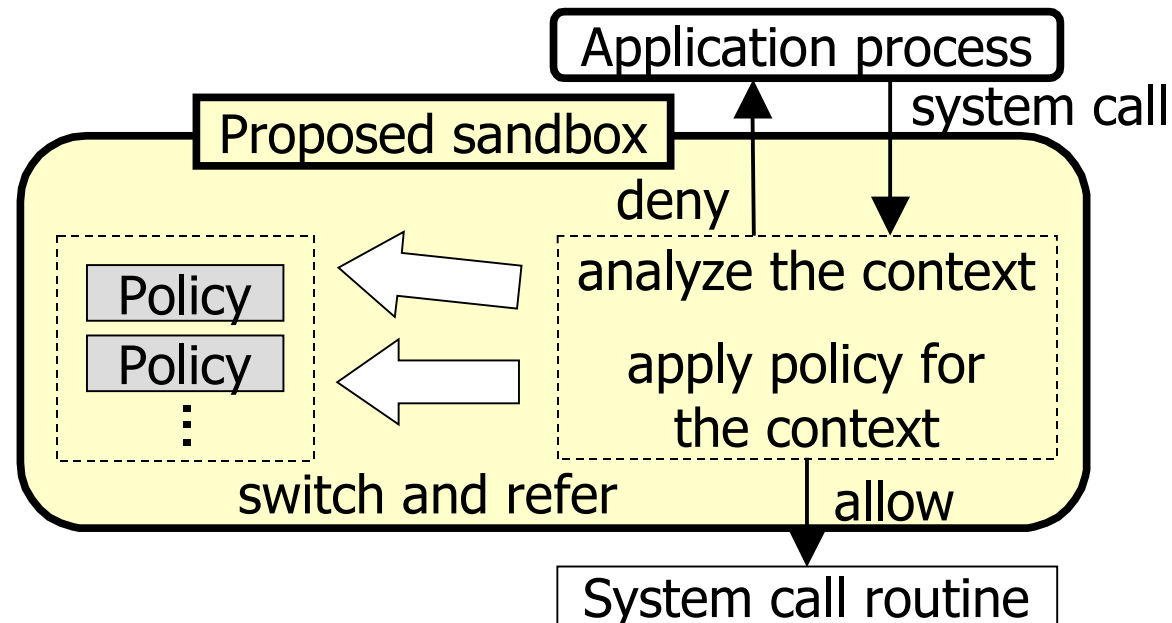 Application process
system call
Proposed sandbox
deny
analyze the context
Policy
Policy
⋮
apply policy for
the context
switch and refer
allow
System call routine